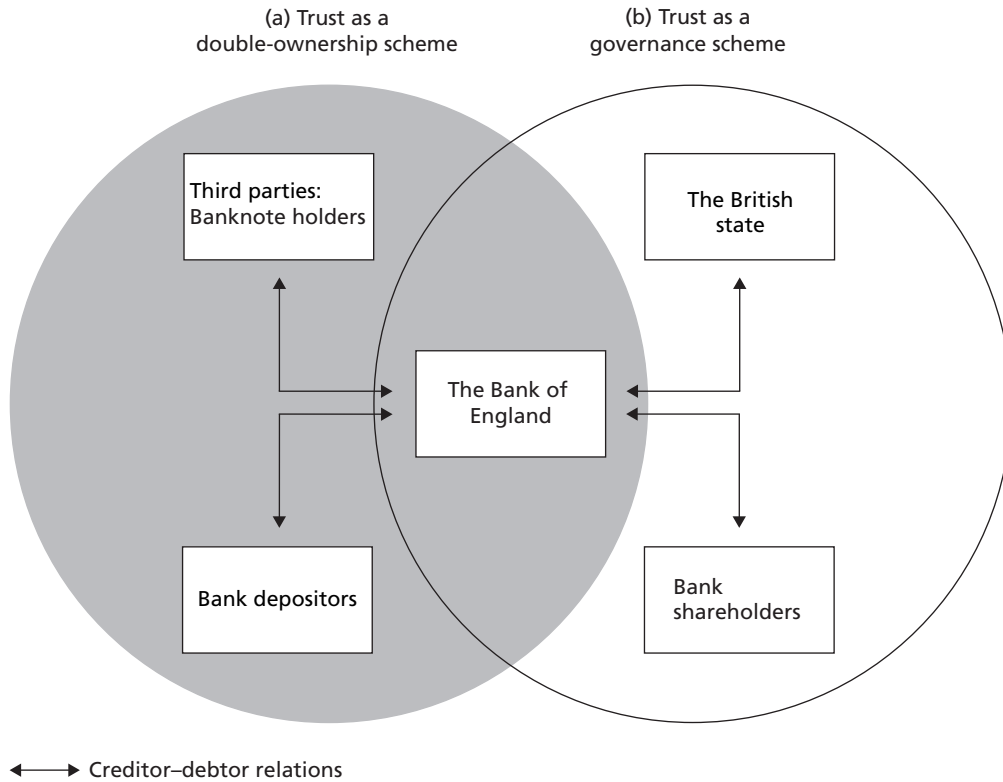 (a) Trust as a
double-ownership scheme
(b) Trust as a
governance scheme
Third parties:
Banknote holders
The British
state
The Bank of
England
Bank depositors
Bank
shareholders
Creditor–debtor relations